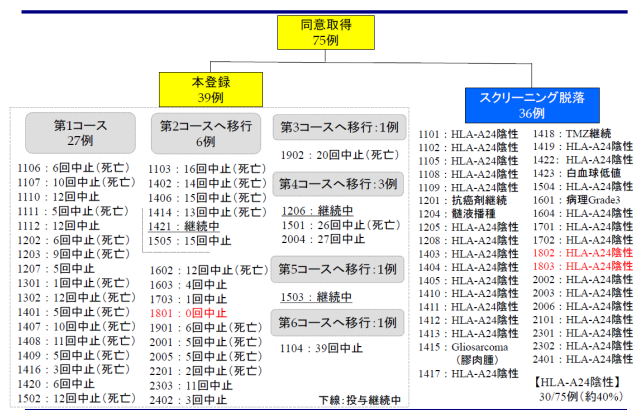 同意取得
75例
本登録
39例
スクリーニング脱落
36例
第1コース
27例
1106：6回中止(死亡)
1107：10回中止(死亡)
1110：12回中止
1111：5回中止(死亡)
1112：12回中止
1202：6回中止(死亡)
1203：9回中止(死亡)
1207：5回中止
1301：1回中止(死亡)
1302：12回中止(死亡)
1401：5回中止(死亡)
1407：10回中止(死亡)
1408：11回中止(死亡)
1409：5回中止(死亡)
1416：3回中止(死亡)
1420：6回中止
1502：12回中止(死亡)
第2コースへ移行
6例
1103：16回中止(死亡)
1402：14回中止(死亡)
1406：15回中止(死亡)
1414：13回中止(死亡)
1421：継続中
1505：15回中止
1602：12回中止(死亡)
1603：4回中止
1703：1回中止
1801：0回中止
1901：6回中止(死亡)
2001：5回中止(死亡)
2005：5回中止(死亡)
2201：2回中止(死亡)
2303：11回中止
2402：3回中止
第3コースへ移行：1例
1902：20回中止(死亡)
第4コースへ移行：3例
1206：継続中
1501：26回中止(死亡)
2004：27回中止
第5コースへ移行：1例
1503：継続中
第6コースへ移行：1例
1104：39回中止
下線：投与継続中
1101：HLA-A24陰性
1102：HLA-A24陰性
1105：HLA-A24陰性
1108：HLA-A24陰性
1109：HLA-A24陰性
1201：抗癌剤継続
1204：髄液播種
1205：HLA-A24陰性
1208：HLA-A24陰性
1403：HLA-A24陰性
1404：HLA-A24陰性
1405：HLA-A24陰性
1410：HLA-A24陰性
1411：HLA-A24陰性
1412：HLA-A24陰性
1413：HLA-A24陰性
1415：Gliosarcoma
(膠肉腫)
1417：HLA-A24陰性
1418：TMZ継続
1419：HLA-A24陰性
1422：HLA-A24陰性
1423：白血球低値
1504：HLA-A24陰性
1601：病理Grade3
1604：HLA-A24陰性
1701：HLA-A24陰性
1702：HLA-A24陰性
1802：HLA-A24陰性
1803：HLA-A24陰性
2002：HLA-A24陰性
2003：HLA-A24陰性
2006：HLA-A24陰性
2101：HLA-A24陰性
2301：HLA-A24陰性
2302：HLA-A24陰性
2401：HLA-A24陰性
【HLA-A24陰性】
30/75例(約40%)